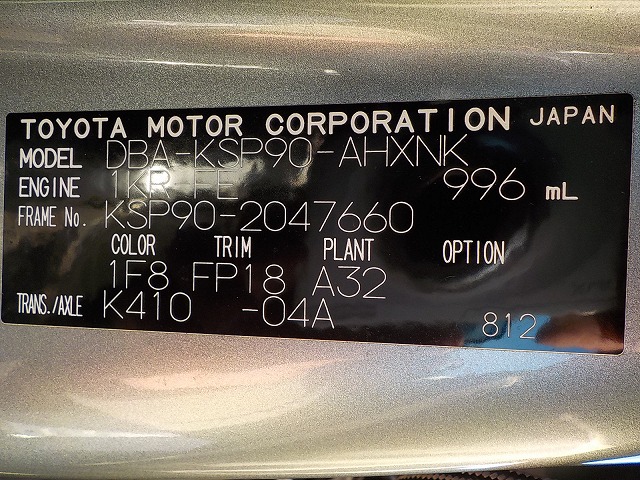 TOYOTA MOTOR CORPORATION JAPAN
MODEL DBA-KSP90-AHXNK
ENGINE 1KR-FE 996 mL
FRAME No. KSP90-2047660
COLOR TRIM PLANT OPTION
1F8 FP18 A32
TRANS./AXLE K410 -04A
812